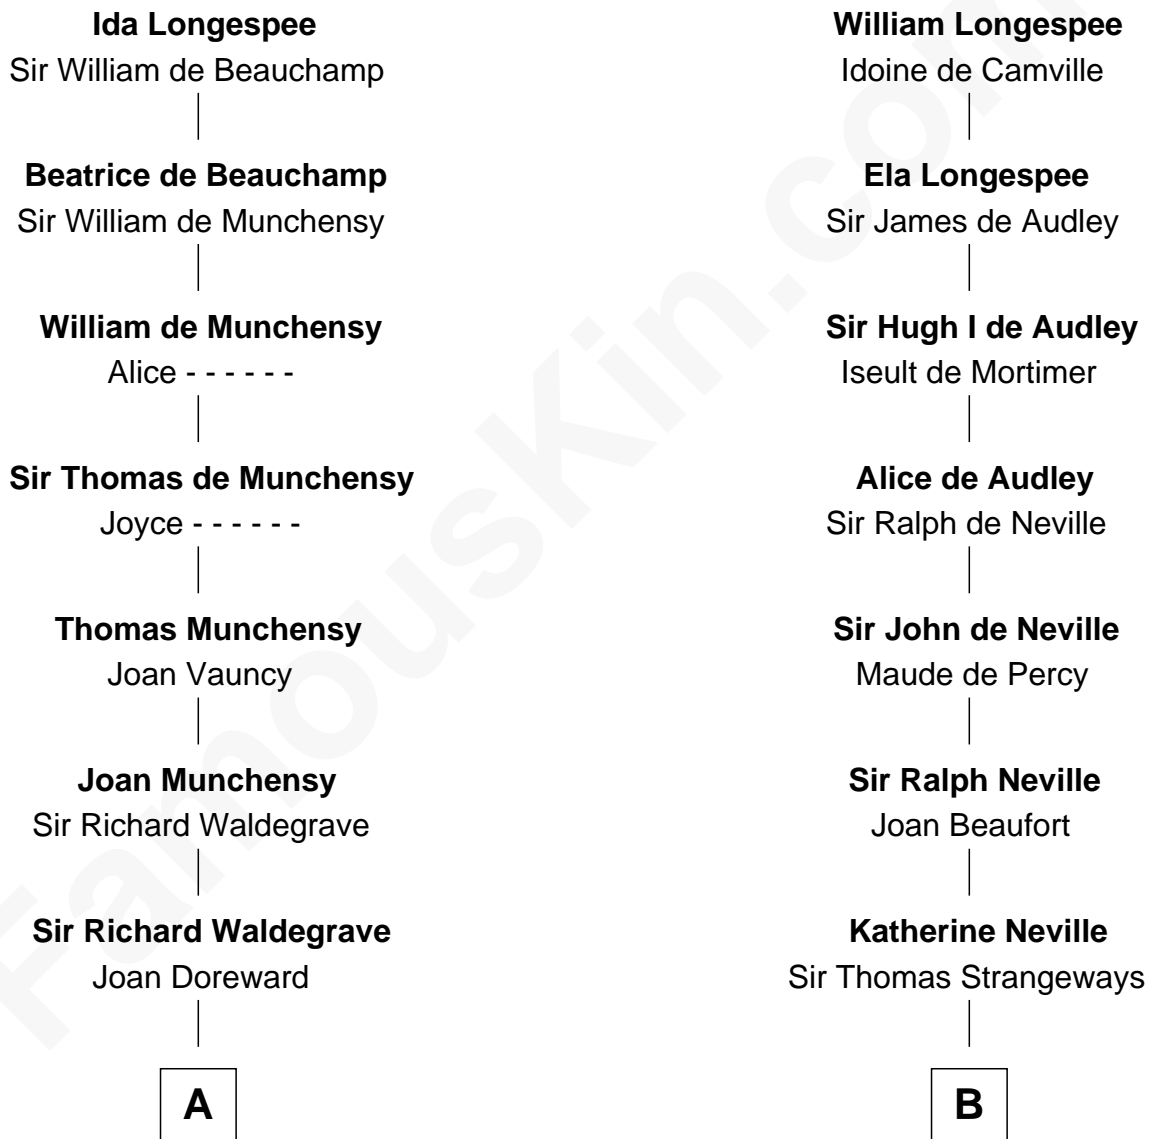 Ida Longespee
Sir William de Beauchamp
Beatrice de Beauchamp
Sir William de Munchensy
William de Munchensy
Alice - - - - - -
Sir Thomas de Munchensy
Joyce - - - - - -
Thomas Munchensy
Joan Vauncy
Joan Munchensy
Sir Richard Waldegrave
Sir Richard Waldegrave
Joan Doreward
A
William Longespee
Idoine de Camville
Ela Longespee
Sir James de Audley
Sir Hugh I de Audley
Iseult de Mortimer
Alice de Audley
Sir Ralph de Neville
Sir John de Neville
Maude de Percy
Sir Ralph Neville
Joan Beaufort
Katherine Neville
Sir Thomas Strangeways
B
FamousKin.com